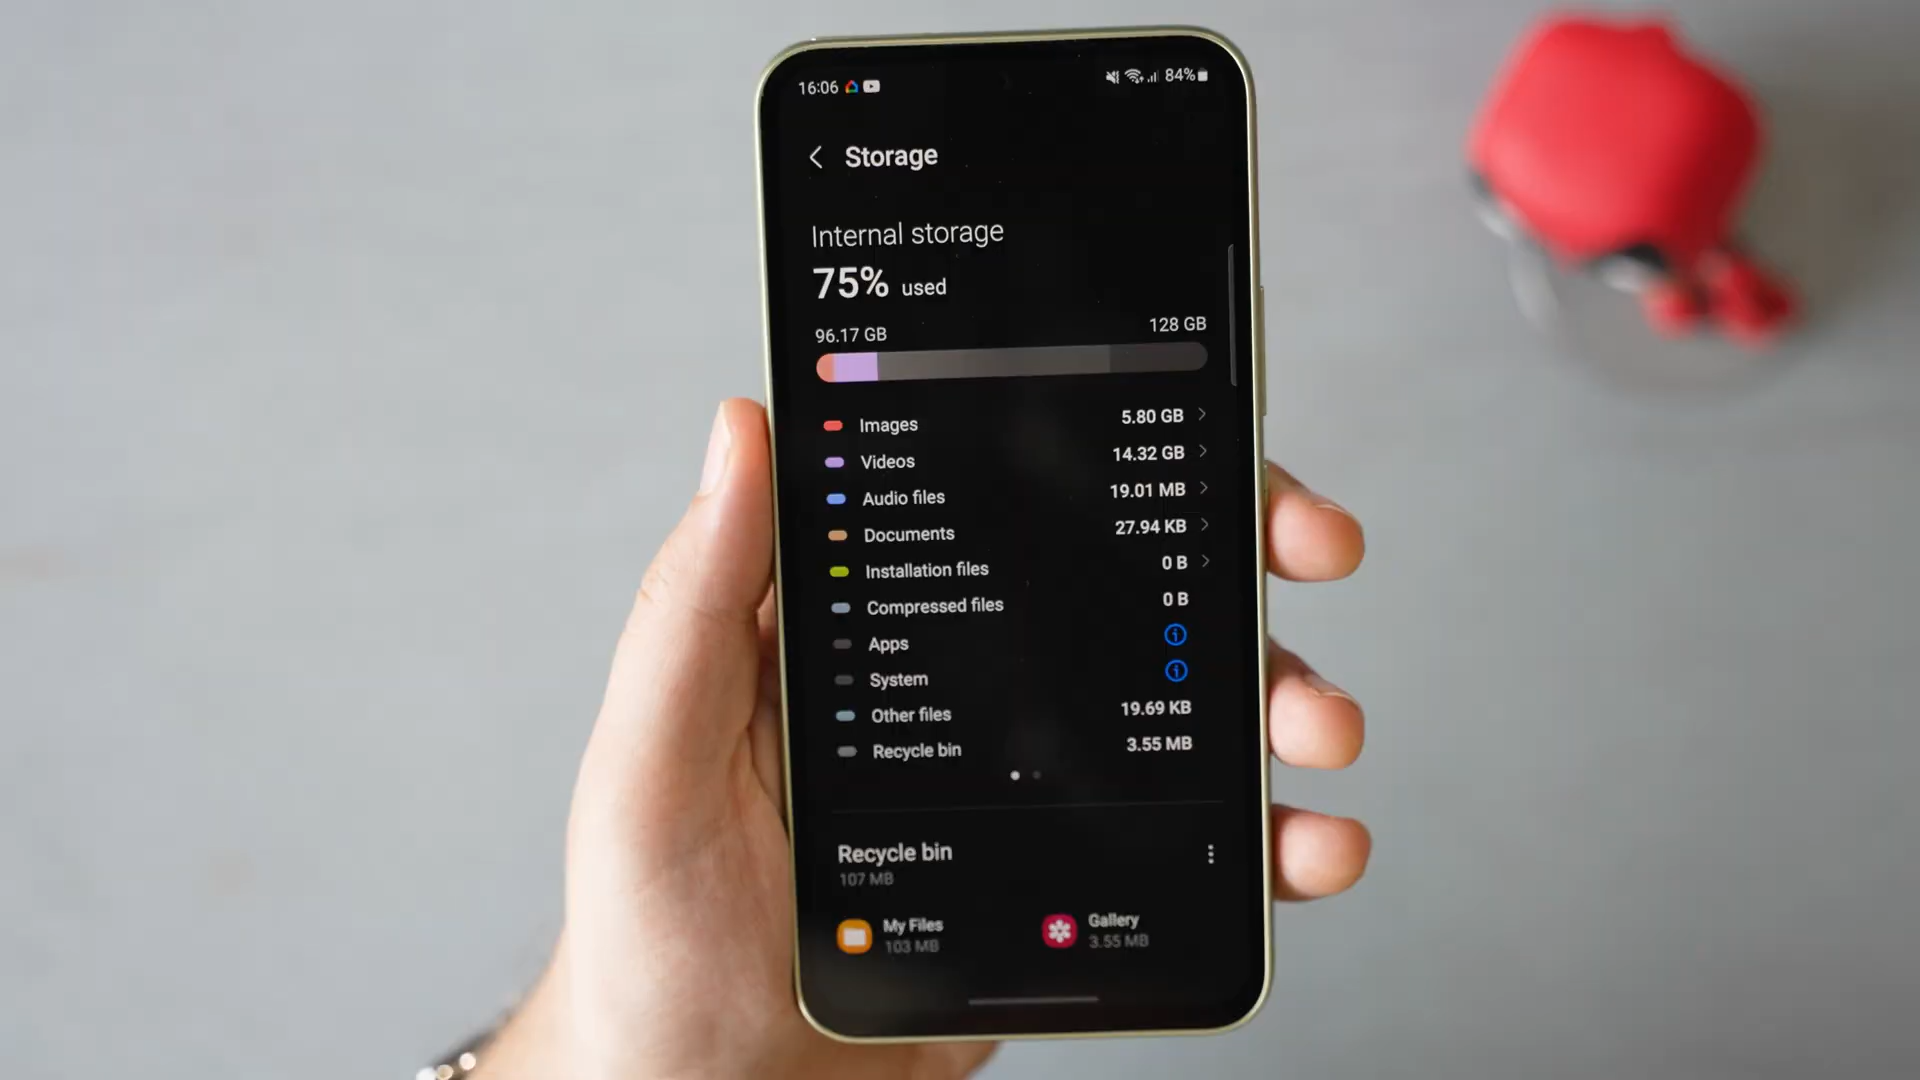 16:06 84%
Storage
Internal storage
75% used
96.17 GB 128 GB
Images 5.80 GB
Videos 14.32 GB
Audio files 19.01 MB
Documents 27.94 KB
Installation files 0 B
Compressed files 0 B
Apps
System
Other files 19.69 KB
Recycle bin 3.55 MB
Recycle bin
107 MB
My Files Gallery
103 MB 3.55 MB